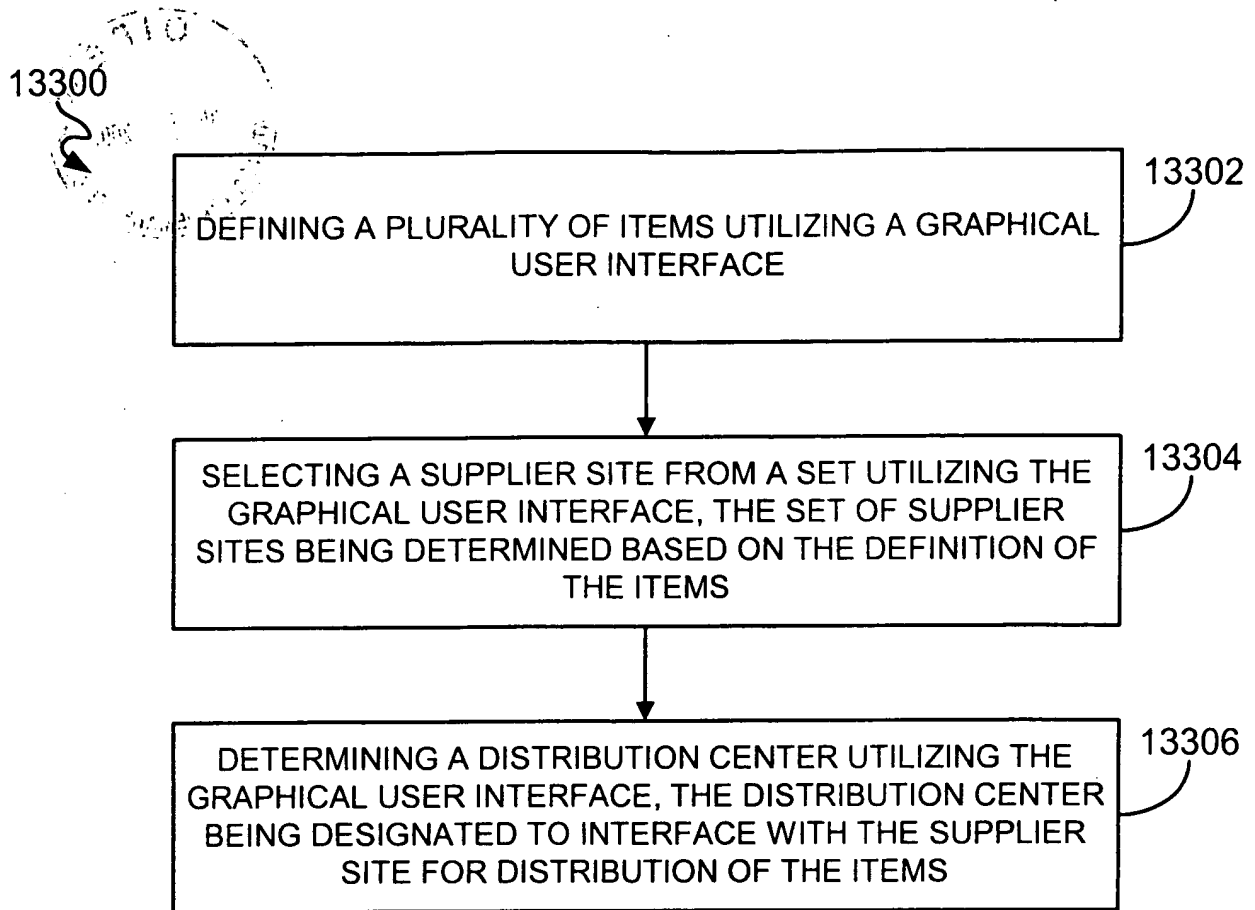 13300
13302
DEFINING A PLURALITY OF ITEMS UTILIZING A GRAPHICAL
USER INTERFACE
13304
SELECTING A SUPPLIER SITE FROM A SET UTILIZING THE
GRAPHICAL USER INTERFACE, THE SET OF SUPPLIER
SITES BEING DETERMINED BASED ON THE DEFINITION OF
THE ITEMS
13306
DETERMINING A DISTRIBUTION CENTER UTILIZING THE
GRAPHICAL USER INTERFACE, THE DISTRIBUTION CENTER
BEING DESIGNATED TO INTERFACE WITH THE SUPPLIER
SITE FOR DISTRIBUTION OF THE ITEMS